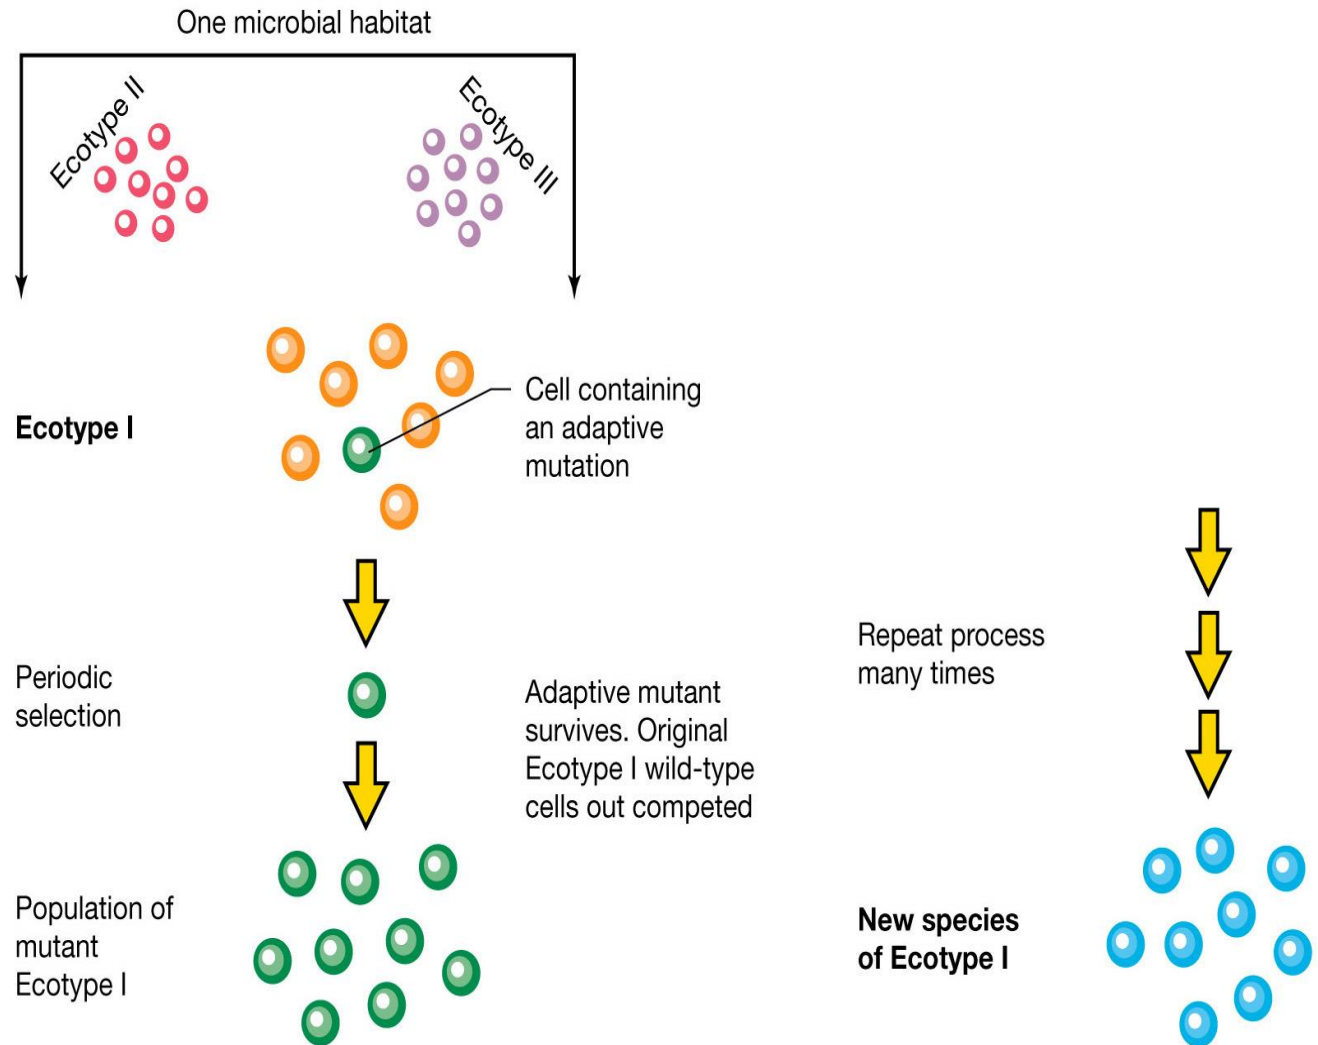 One microbial habitat
Ecotype II
Ecotype III
Ecotype I
Cell containing
an adaptive
mutation
Periodic
selection
Adaptive mutant
survives. Original
Ecotype I wild-type
cells out competed
Population of
mutant
Ecotype I
Repeat process
many times
New species
of Ecotype I